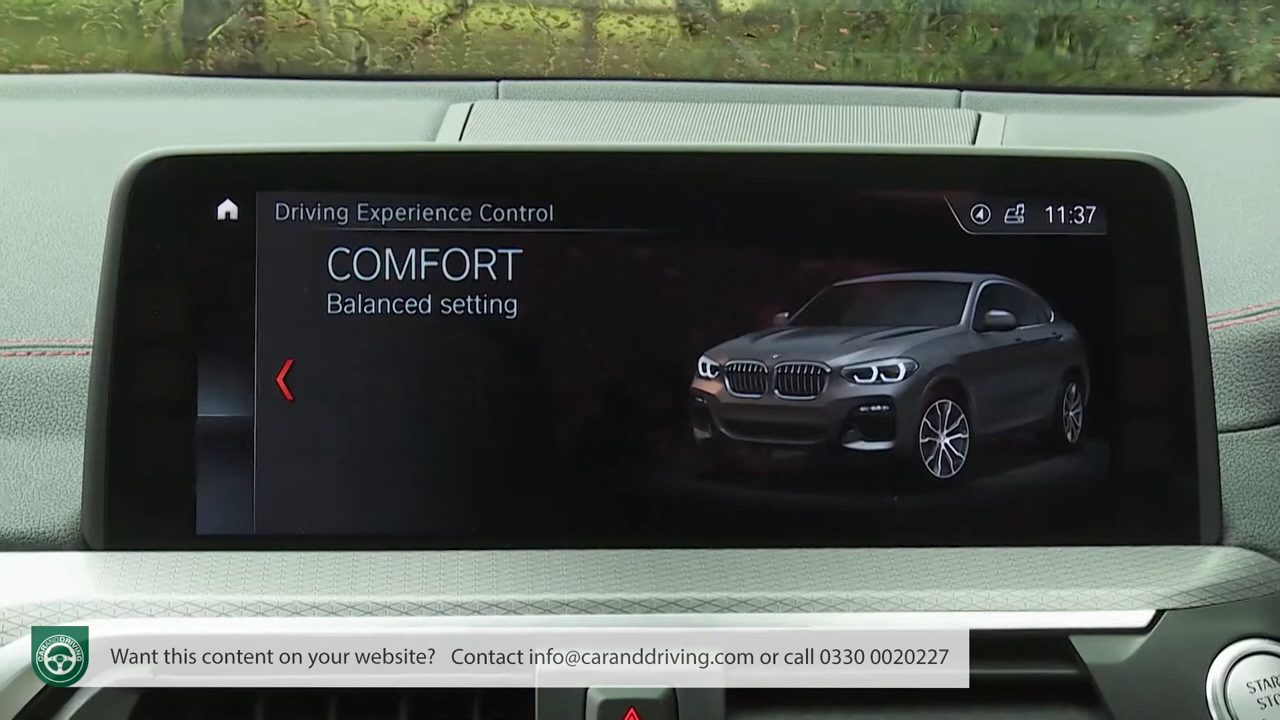 Driving Experience Control
11:37
COMFORT
Balanced setting
CARANDDRIVING
Want this content on your website? Contact info@caranddriving.com or call 0330 0020227